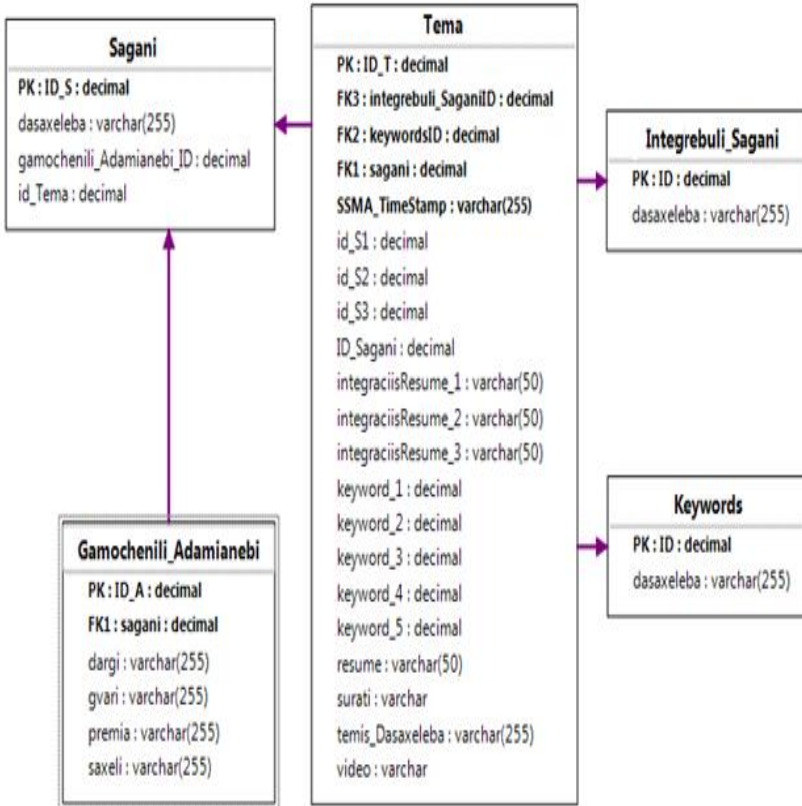 Sagani
PK : ID_S : decimal
dasaxeleba : varchar(255)
gamochenili_Adamianebi_ID : decimal
id_Tema : decimal
Tema
PK : ID_T : decimal
FK3 : integrebuli_SaganiID : decimal
FK2 : keywordsID : decimal
FK1 : sagani : decimal
SSMA_TimeStamp : varchar(255)
id_S1 : decimal
id_S2 : decimal
id_S3 : decimal
ID_Sagani : decimal
integraciisResume_1 : varchar(50)
integraciisResume_2 : varchar(50)
integraciisResume_3 : varchar(50)
keyword_1 : decimal
keyword_2 : decimal
keyword_3 : decimal
keyword_4 : decimal
keyword_5 : decimal
resume : varchar(50)
surati : varchar
temis_Dasaxeleba : varchar(255)
video : varchar
Integrebuli_Sagani
PK : ID : decimal
dasaxeleba : varchar(255)
Gamochenili_Adamianebi
PK : ID_A : decimal
FK1 : sagani : decimal
dargi : varchar(255)
gvari : varchar(255)
premia : varchar(255)
saxeli : varchar(255)
Keywords
PK : ID : decimal
dasaxeleba : varchar(255)